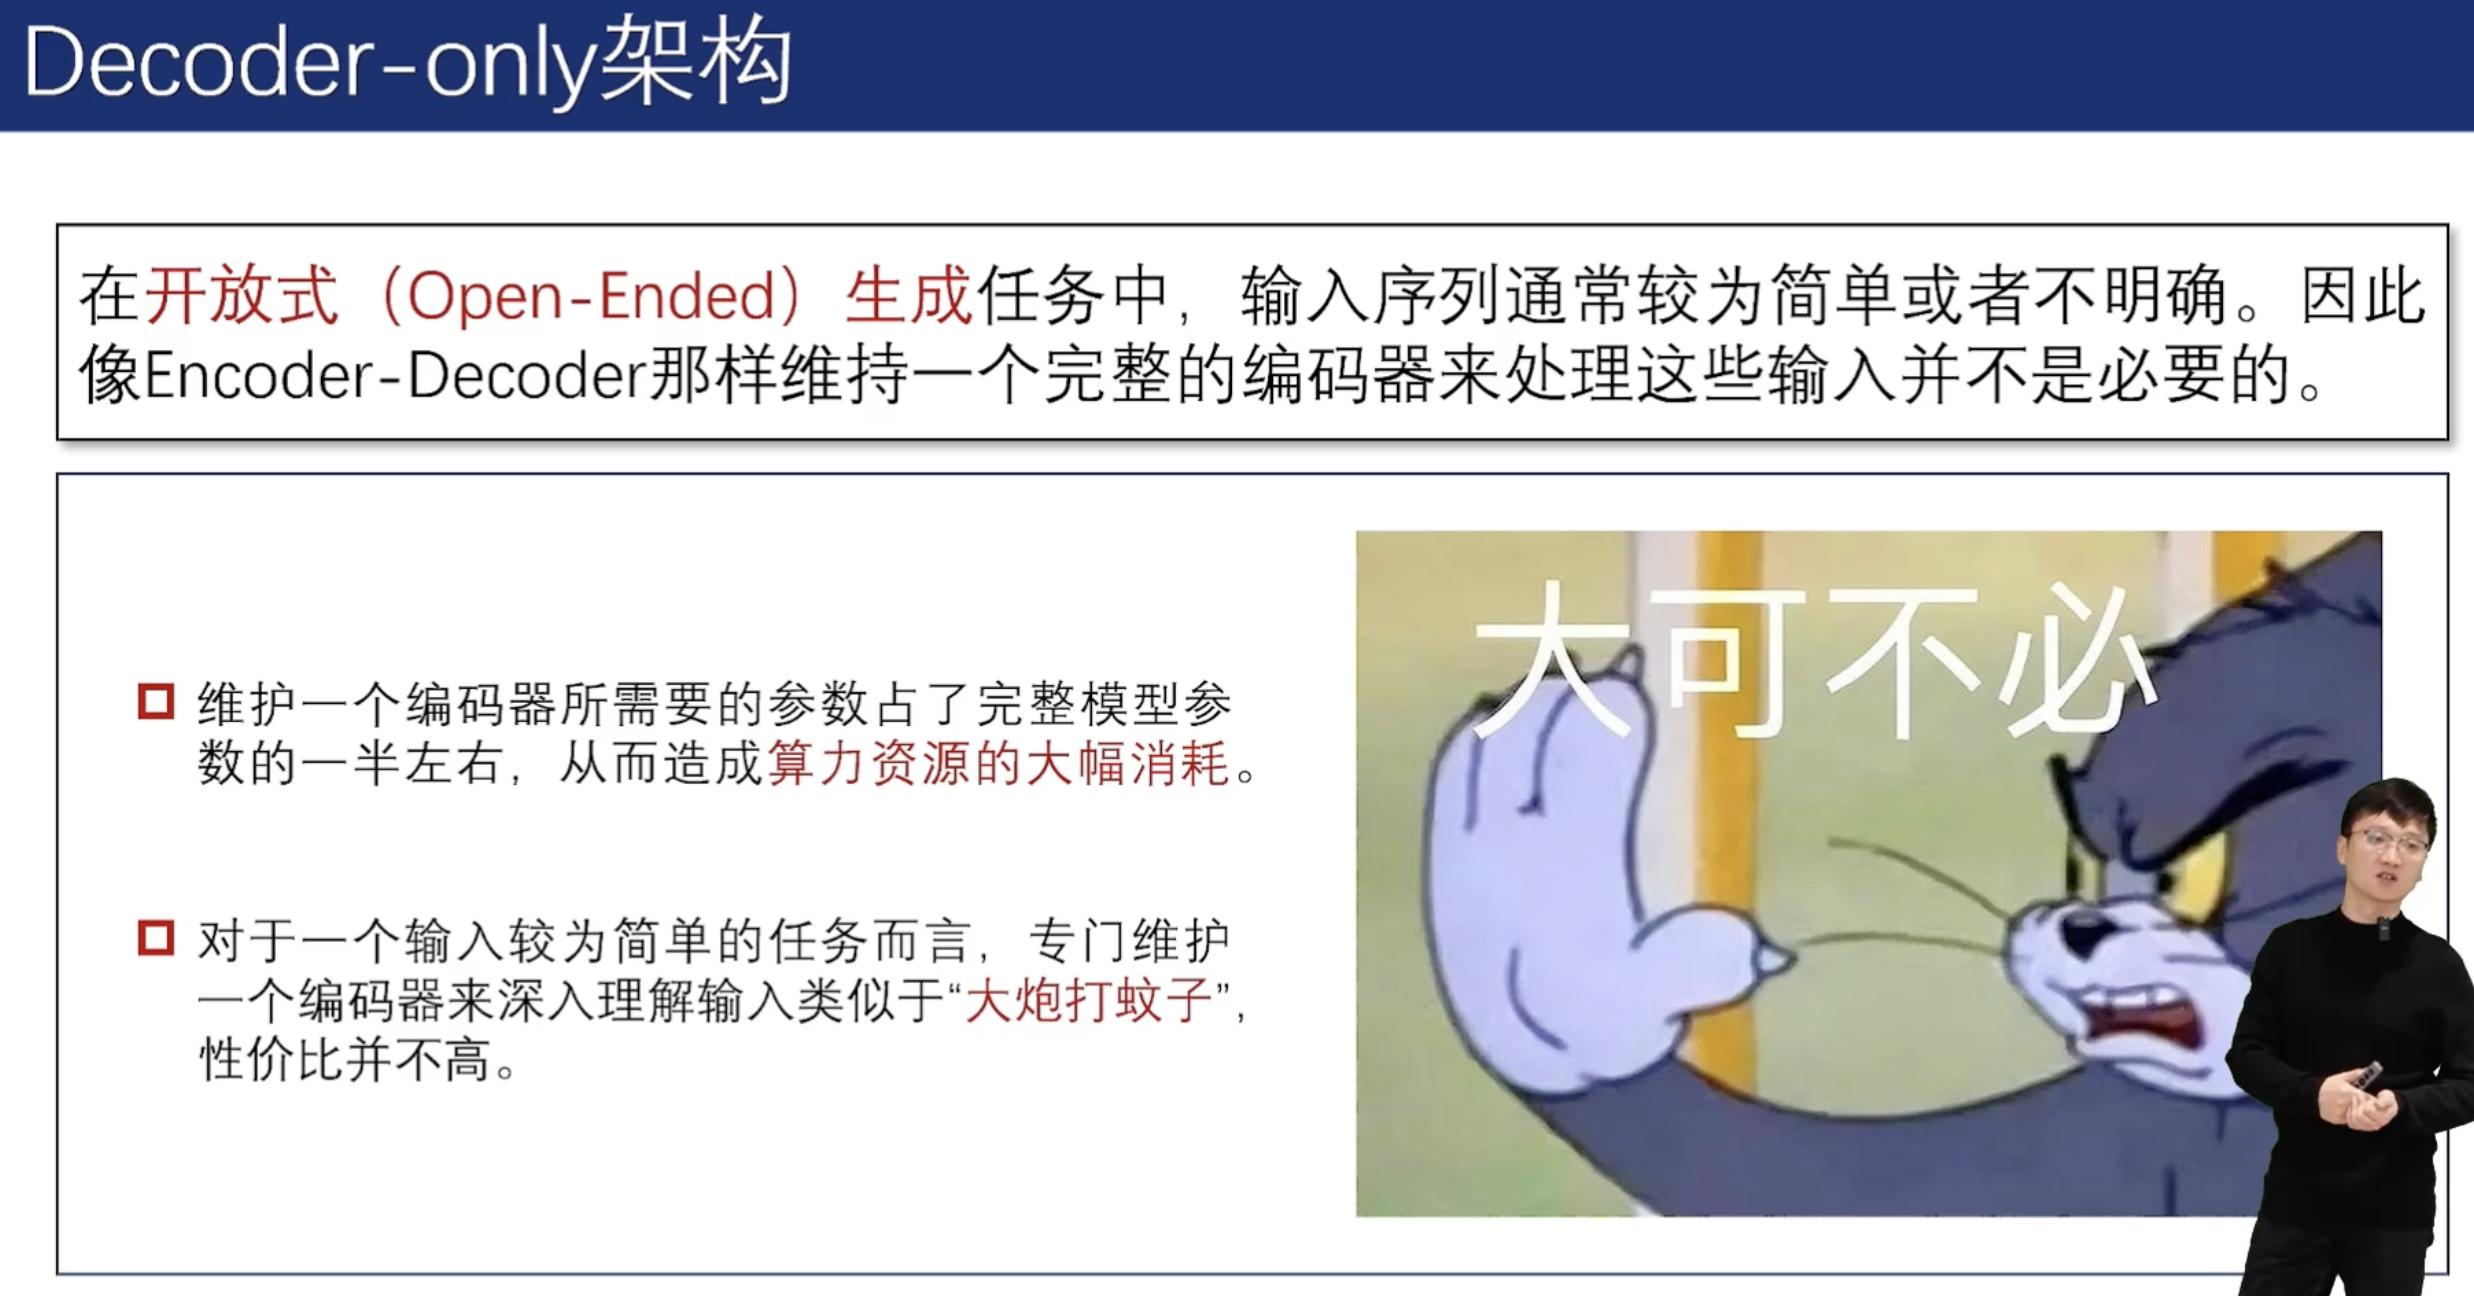 Decoder-only架构
在开放式（Open-Ended）生成任务中，输入序列通常较为简单或者不明确。因此
像Encoder-Decoder那样维持一个完整的编码器来处理这些输入并不是必要的。
维护一个编码器所需要的参数占了完整模型参
数的一半左右，从而造成算力资源的大幅消耗。
对于一个输入较为简单的任务而言，专门维护
一个编码器来深入理解输入类似于“大炮打蚊子”，
性价比并不高。
大可不必